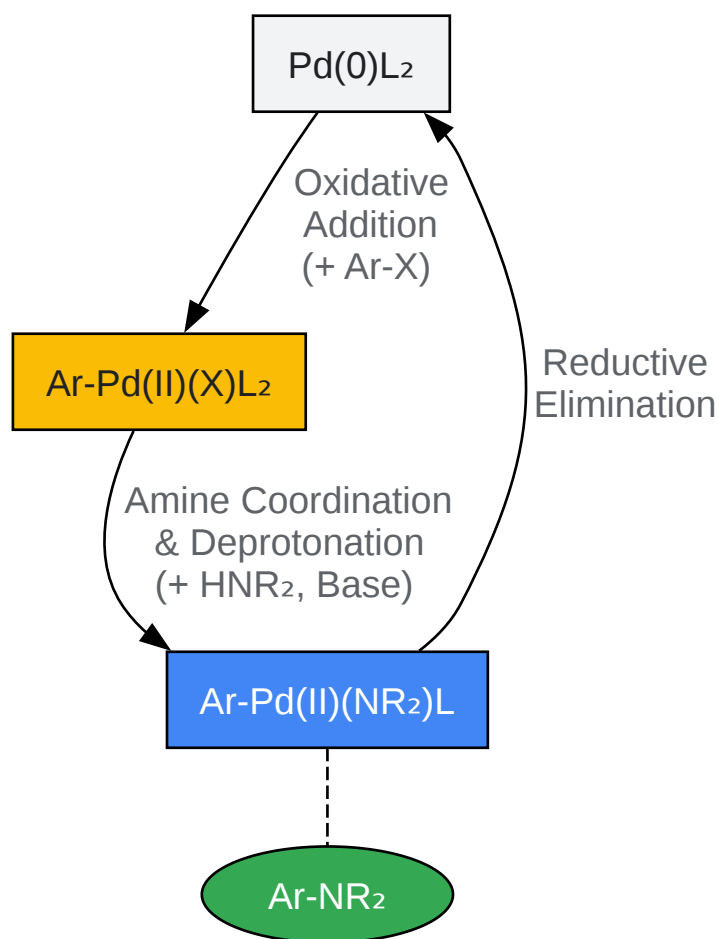 Pd(0)L₂
Oxidative
Addition
(+ Ar-X)
Ar-Pd(II)(X)L₂
Reductive
Elimination
Amine Coordination
& Deprotonation
(+ HNR₂, Base)
Ar-Pd(II)(NR₂)L
Ar-NR₂